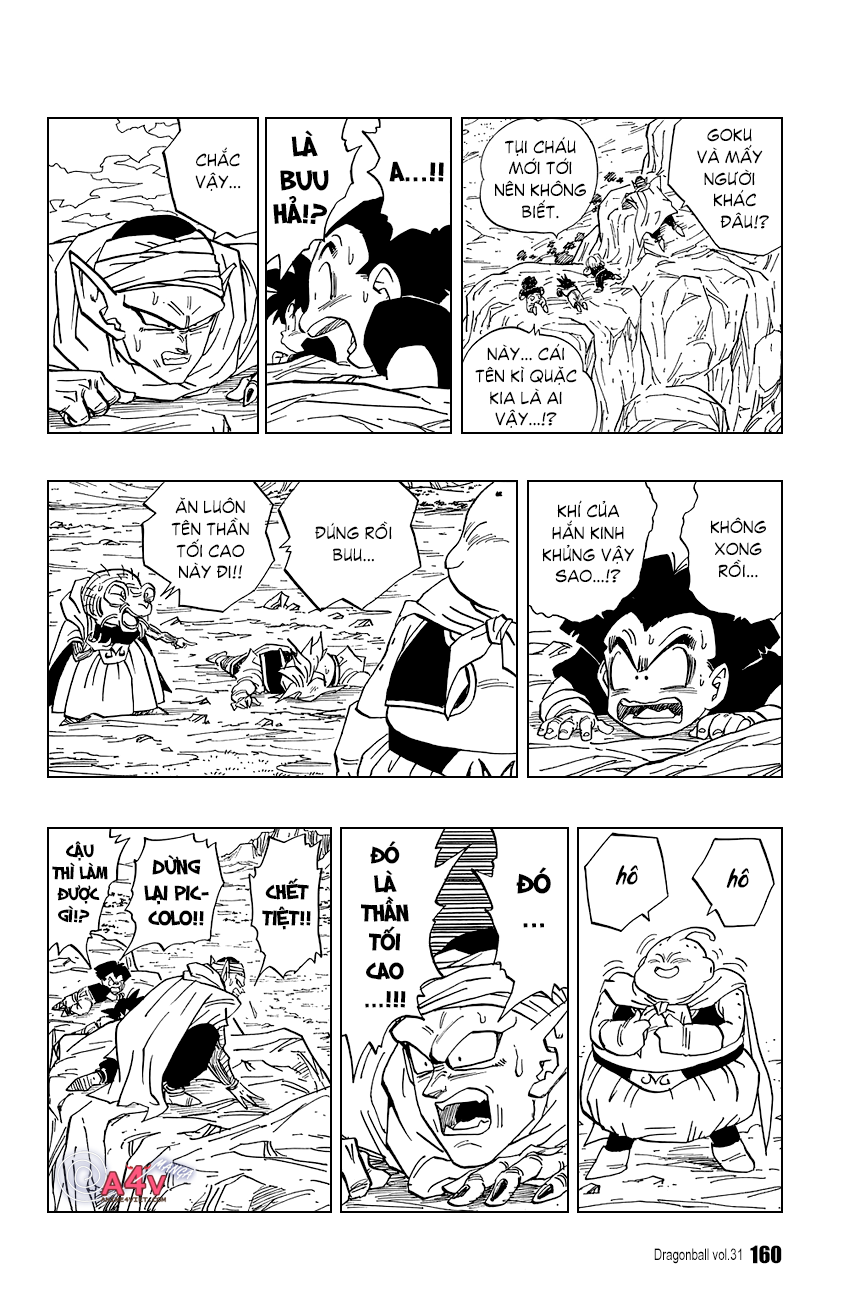 GOKU
VÀ MẤY
NGƯỜI
KHÁC
ĐÂU!?
TỤI CHÁU
MỚI TỚI
NÊN KHÔNG
BIẾT.
NÀY... CÁI
TÊN KÌ QUẶC
KIA LÀ AI
VẬY...!?
A...!!
LÀ
BUU
HẢ!?
CHẮC
VẬY...
KHÔNG
XONG
RỒI...
KHÍ CỦA
HẮN KINH
KHỦNG VẬY
SAO...!?
ĐÚNG RỒI
BUU...
ĂN LUÔN
TÊN THẦN
TỐI CAO
NÀY ĐI!!
HÔ
HÔ
ĐÓ
...
ĐÓ
LÀ
THẦN
TỐI
CAO
...!!!
CHẾT
TIỆT!!
DỪNG
LẠI PIC-
COLO!!
CẬU
THÌ LÀM
ĐƯỢC
GÌ!?
A4V
ANIME4VIET.COM
Dragonball vol.31 160